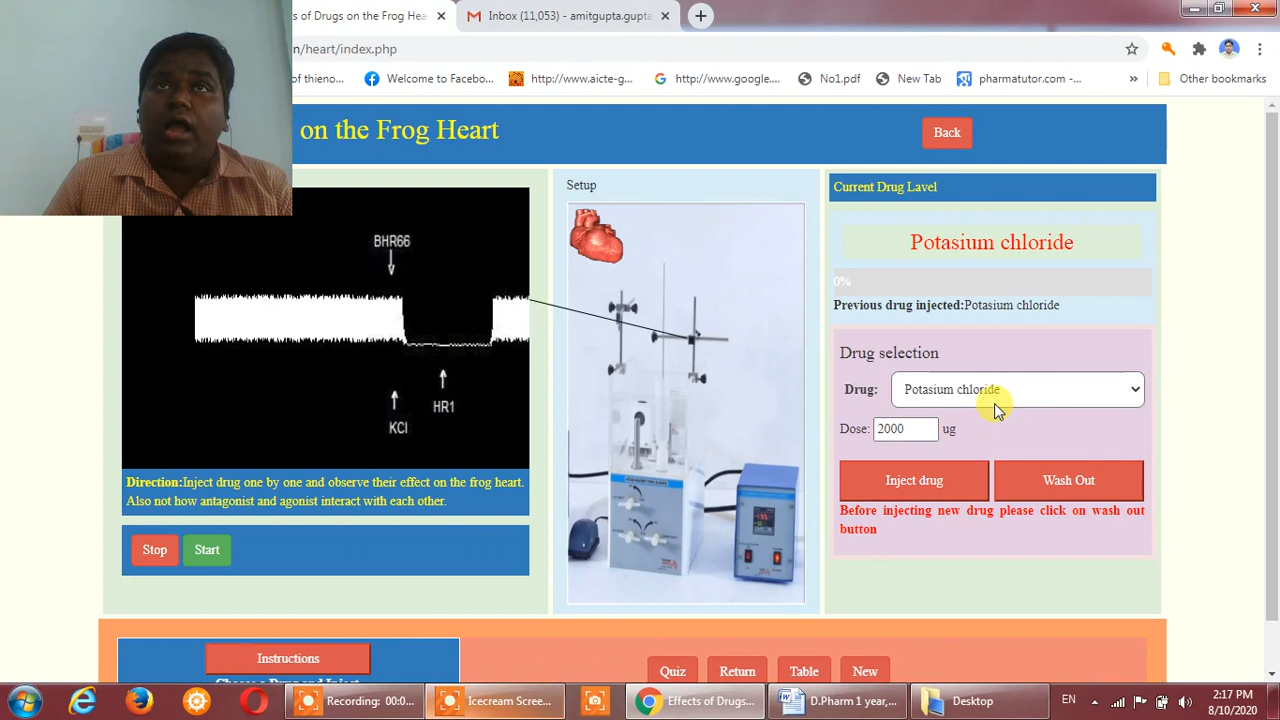 s of Drugs on the Frog Hea
Inbox (11,053) - amitgupta.gupta
n/heart/index.php
of thieno...
Welcome to Facebo...
http://www.aicte-g...
http://www.google....
No1.pdf
New Tab
pharmatutor.com -...
»
Other bookmarks
on the Frog Heart
Back
BHR66
HR1
KCl
Direction:Inject drug one by one and observe their effect on the frog heart.
Also not how antagonist and agonist interact with each other.
Stop
Start
Setup
Current Drug Lavel
Potasium chloride
0%
Previous drug injected:Potasium chloride
Drug selection
Drug:
Potasium chloride
Dose: 2000 ug
Inject drug
Wash Out
Before injecting new drug please click on wash out
button
Instructions
Choose a Drug and Inject
Quiz
Return
Table
New
Recording: 00:0...
Icecream Scree...
Effects of Drugs...
D.Pharm 1 year,...
Desktop
EN
2:17 PM
8/10/2020